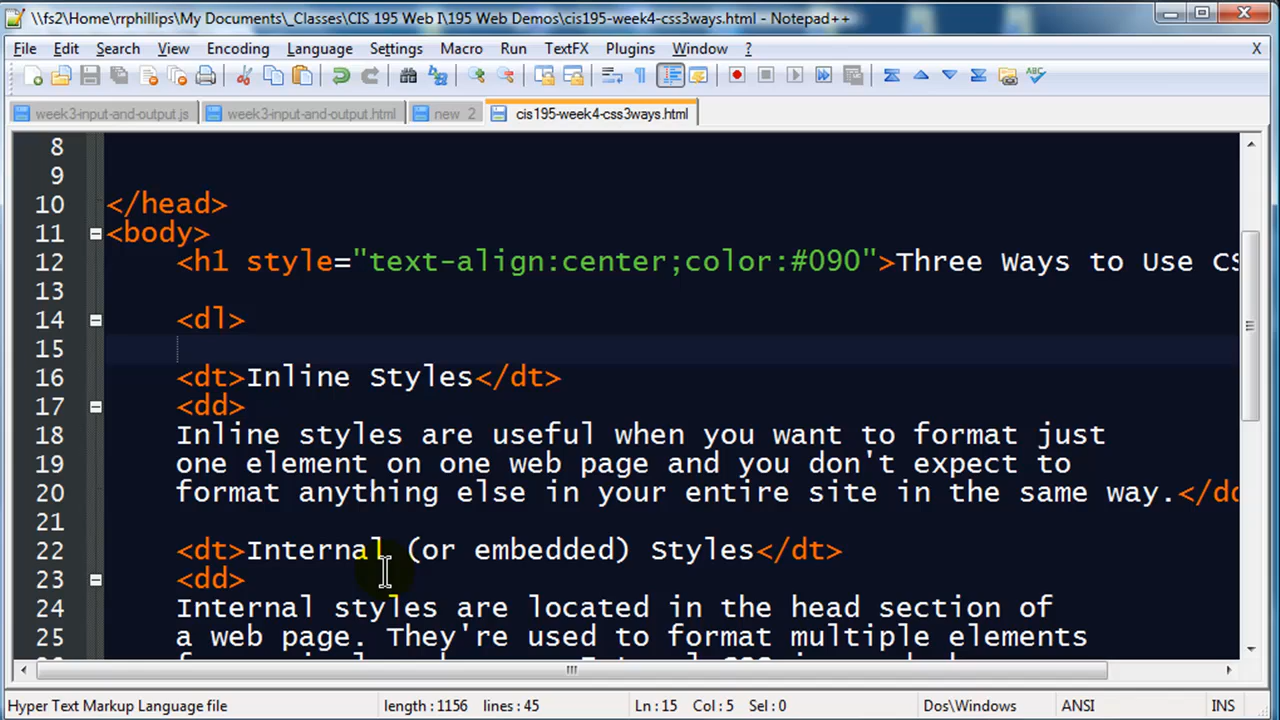 \\fs2\Home\rrphillips\My Documents\_Classes\CIS 195 Web I\195 Web Demos\cis195-week4-css3ways.html - Notepad++
File Edit Search View Encoding Language Settings Macro Run TextFX Plugins Window ? X
week3-input-and-output.js week3-input-and-output.html new 2 cis195-week4-css3ways.html
8
9
10 </head>
11 <body>
12 <h1 style="text-align:center;color:#090">Three Ways to Use CS
13
14 <dl>
15
16 <dt>Inline Styles</dt>
17 <dd>
18 Inline styles are useful when you want to format just
19 one element on one web page and you don't expect to
20 format anything else in your entire site in the same way.</dd
21
22 <dt>Internal (or embedded) Styles</dt>
23 <dd>
24 Internal styles are located in the head section of
25 a web page. They're used to format multiple elements
Hyper Text Markup Language file length : 1156 lines : 45 Ln : 15 Col : 5 Sel : 0 Dos\Windows ANSI INS